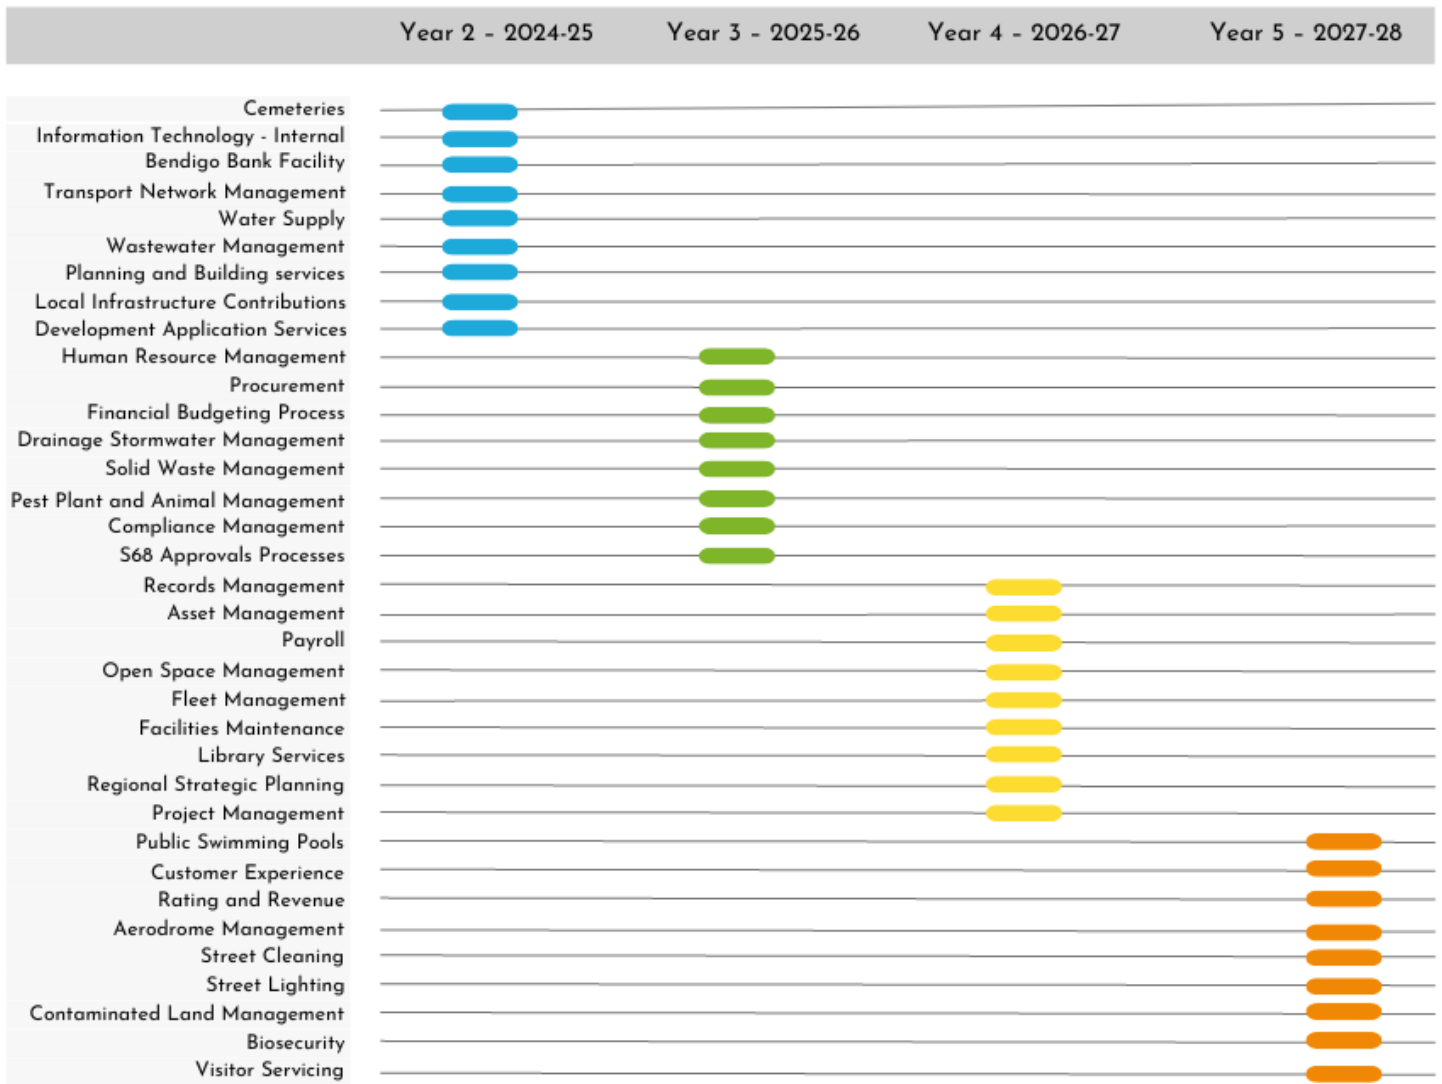 Year 2 – 2024-25 Year 3 – 2025-26 Year 4 – 2026-27 Year 5 – 2027-28
Cemeteries
Information Technology - Internal
Bendigo Bank Facility
Transport Network Management
Water Supply
Wastewater Management
Planning and Building services
Local Infrastructure Contributions
Development Application Services
Human Resource Management
Procurement
Financial Budgeting Process
Drainage Stormwater Management
Solid Waste Management
Pest Plant and Animal Management
Compliance Management
S68 Approvals Processes
Records Management
Asset Management
Payroll
Open Space Management
Fleet Management
Facilities Maintenance
Library Services
Regional Strategic Planning
Project Management
Public Swimming Pools
Customer Experience
Rating and Revenue
Aerodrome Management
Street Cleaning
Street Lighting
Contaminated Land Management
Biosecurity
Visitor Servicing